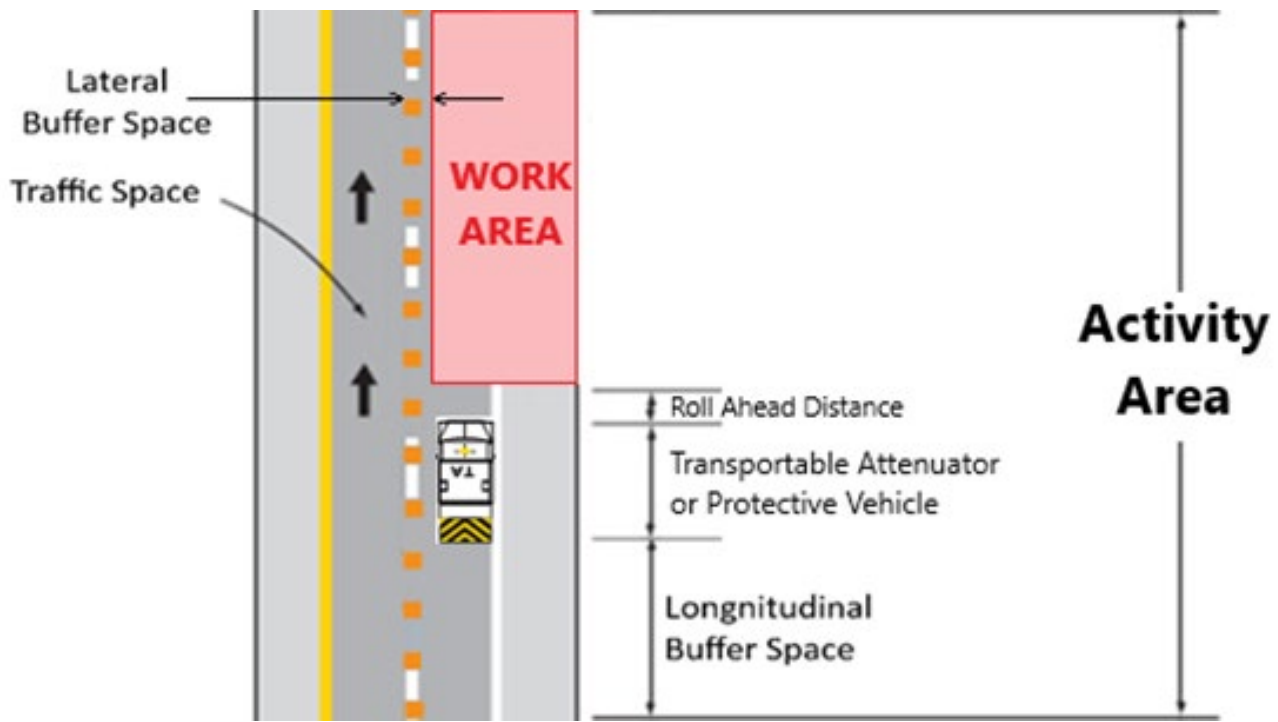 Lateral
Buffer Space
Traffic Space
WORK
AREA
Activity
Area
Roll Ahead Distance
Transportable Attenuator
or Protective Vehicle
TA
Longnitudinal
Buffer Space